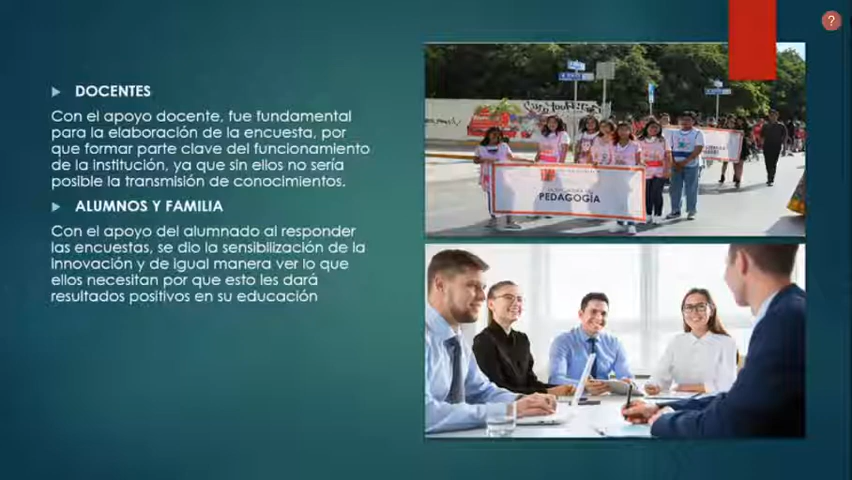 DOCENTES
Con el apoyo docente, fue fundamental
para la elaboración de la encuesta, por
que formar parte clave del funcionamiento
de la institución, ya que sin ellos no sería
posible la transmisión de conocimientos.
ALUMNOS Y FAMILIA
Con el apoyo del alumnado al responder
las encuestas, se dio la sensibilización de la
innovación y de igual manera ver lo que
ellos necesitan por que esto les dará
resultados positivos en su educación
PEDAGOGÍA
?